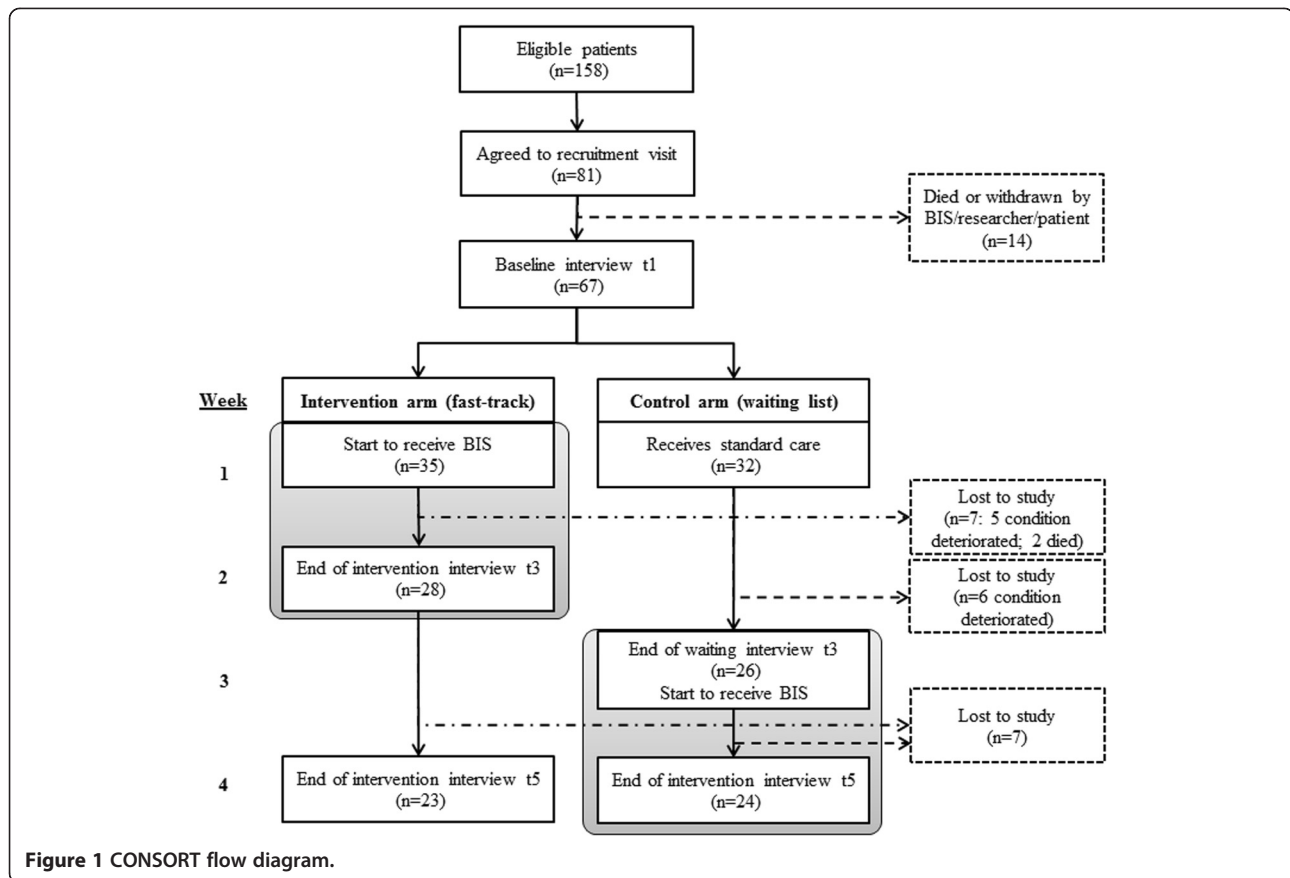 Eligible patients
(n=158)
Agreed to recruitment visit
(n=81)
Died or withdrawn by
BIS/researcher/patient
(n=14)
Baseline interview t1
(n=67)
Week
Intervention arm (fast-track)
Control arm (waiting list)
1
Start to receive BIS
(n=35)
Receives standard care
(n=32)
Lost to study
(n=7: 5 condition
deteriorated; 2 died)
2
End of intervention interview t3
(n=28)
Lost to study
(n=6 condition
deteriorated)
3
End of waiting interview t3
(n=26)
Start to receive BIS
Lost to study
(n=7)
4
End of intervention interview t5
(n=23)
End of intervention interview t5
(n=24)
Figure 1 CONSORT flow diagram.